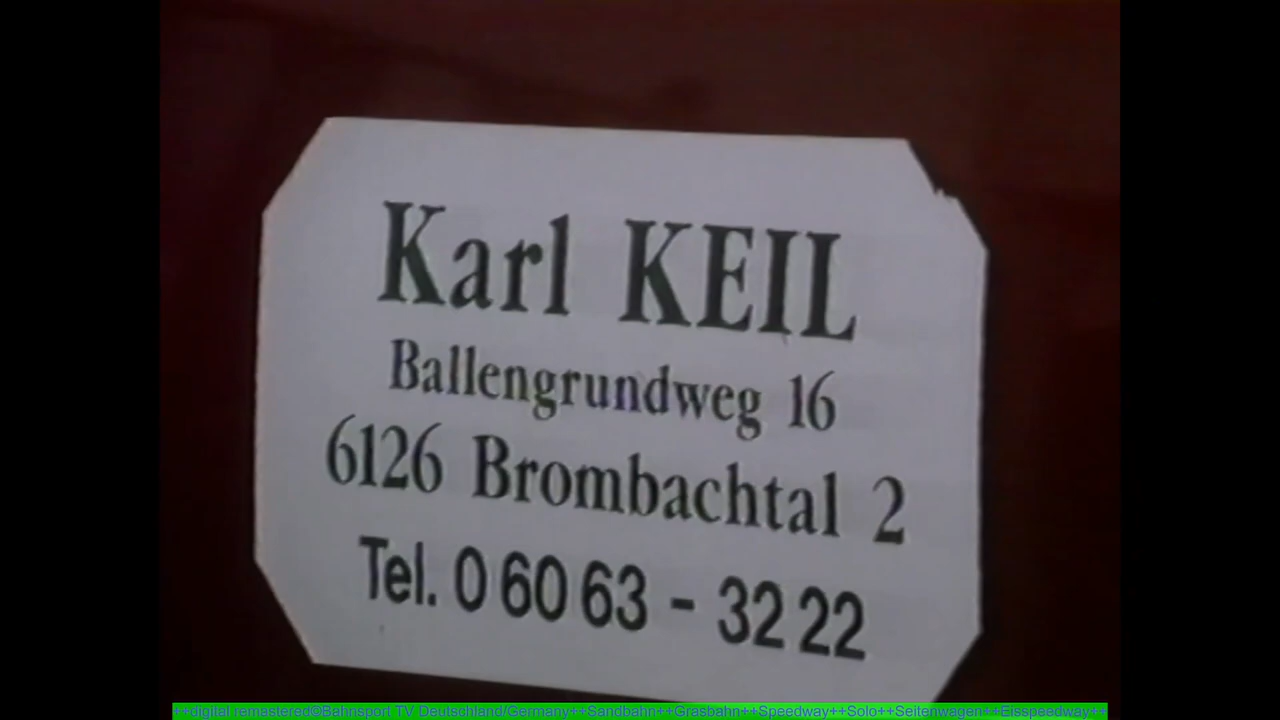 Karl KEIL
Ballengrundweg 16
6126 Brombachtal 2
Tel. 0 60 63 - 32 22
++digital remastered©Bahnsport TV Deutschland/Germany++Sandbahn++Grasbahn++Speedway++Solo++Seitenwagen++Eisspeedway++